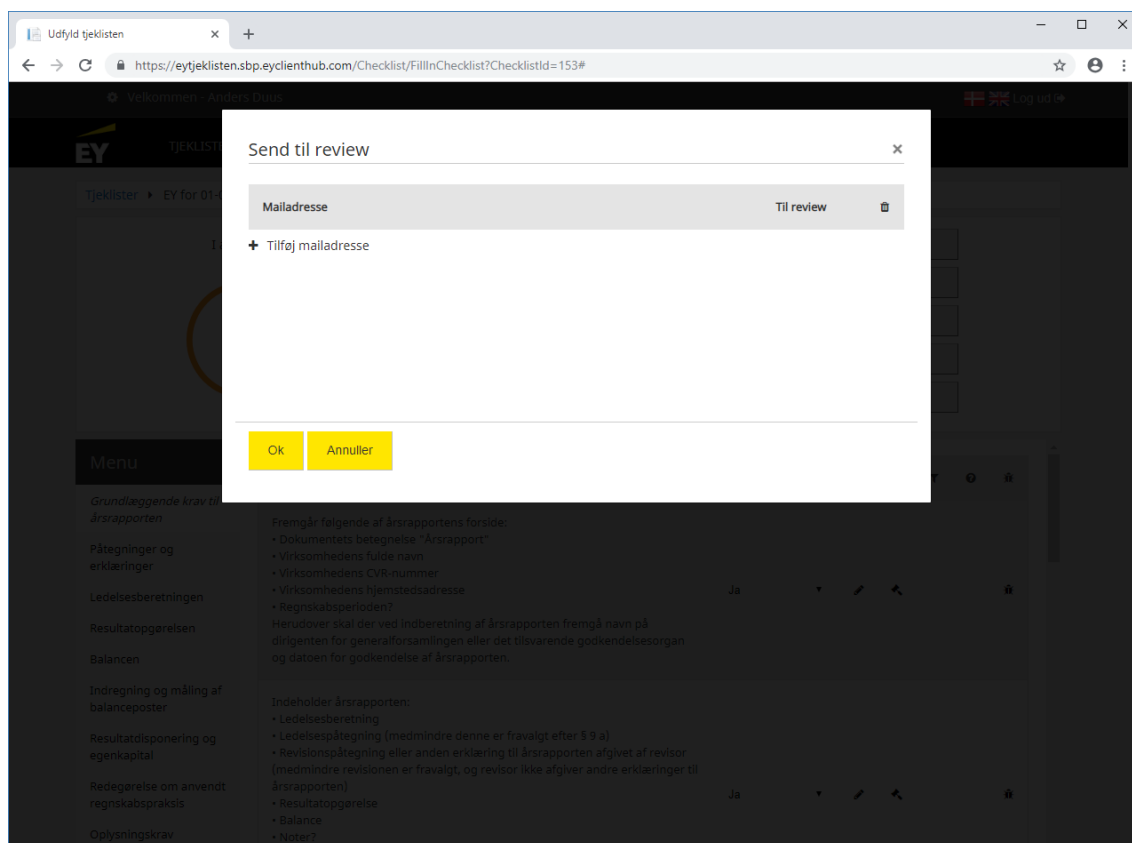 Udfyld tjeklisten
https://eytjeklisten.sbp.eyclienthub.com/Checklist/FillInChecklist?ChecklistId=153#
Velkommen - Anders Duus
Log ud
EY
TJEKLISTE
Tjeklister EY for 01-0
Send til review
Mailadresse Til review
Tilføj mailadresse
Ok Annuller
Menu
Grundlæggende krav til
årsrapporten
Påtegninger og
erklæringer
Ledelsesberetningen
Resultatopgørelsen
Balancen
Indregning og måling af
balanceposter
Resultatdisponering og
egenkapital
Redegørelse om anvendt
regnskabspraksis
Oplysningskrav
Fremgår følgende af årsrapportens forside:
• Dokumentets betegnelse "Årsrapport"
• Virksomhedens fulde navn
• Virksomhedens CVR-nummer
• Virksomhedens hjemstedsadresse
• Regnskabsperioden?
Herudover skal der ved indberetning af årsrapporten fremgå navn på
dirigenten for generalforsamlingen eller det tilsvarende godkendelsesorgan
og datoen for godkendelse af årsrapporten.
Ja
Indeholder årsrapporten:
• Ledelsesberetning
• Ledelsespåtegning (medmindre denne er fravalgt efter § 9 a)
• Revisionspåtegning eller anden erklæring til årsrapporten afgivet af revisor
(medmindre revisionen er fravalgt, og revisor ikke afgiver andre erklæringer til
årsrapporten)
• Resultatopgørelse
• Balance
• Noter?
Ja